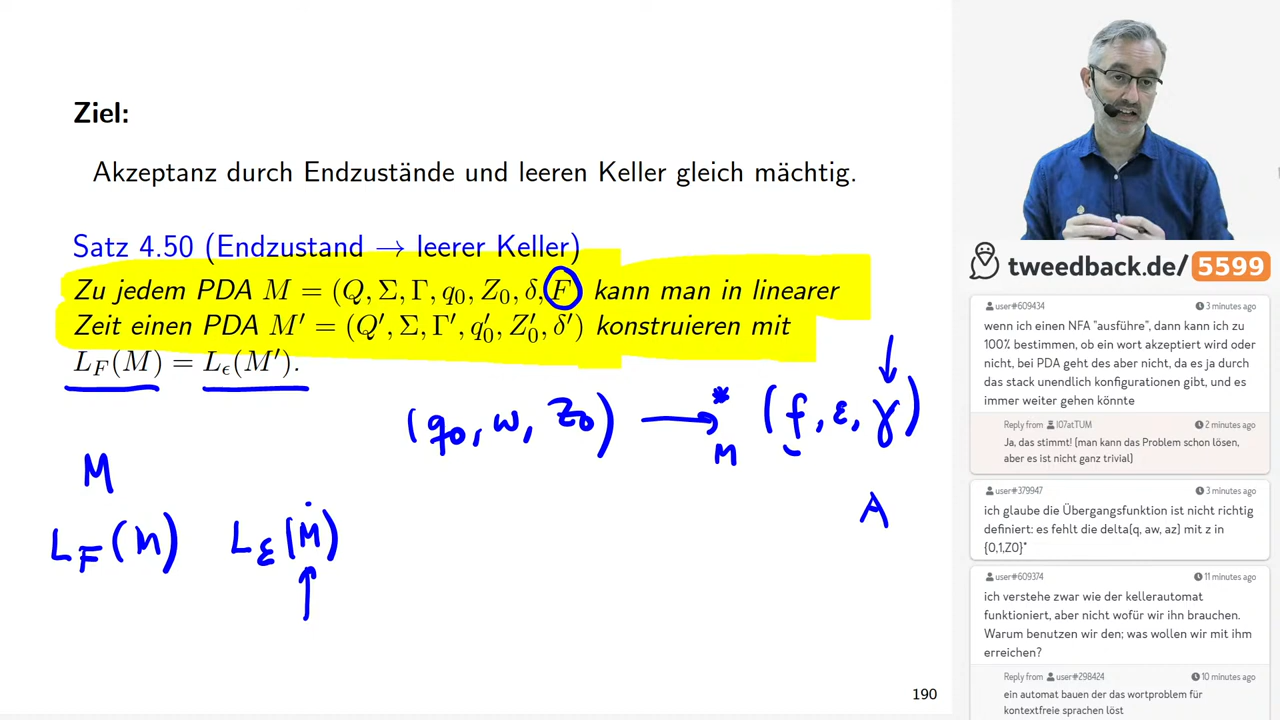 Ziel:
Akzeptanz durch Endzustände und leeren Keller gleich mächtig.
Satz 4.50 (Endzustand → leerer Keller)
Zu jedem PDA M = (Q, Σ, Γ, q₀, Z₀, δ, F) kann man in linearer
Zeit einen PDA M′ = (Q′, Σ, Γ′, q₀′, Z₀′, δ′) konstruieren mit
L_F(M) = L_ϵ(M′).
(q₀, w, Z₀) →*_M (f, ε, γ)
M
A
L_F(M) L_ε(M)
190
tweedback.de/ 5599
user#609434 3 minutes ago
wenn ich einen NFA "ausführe", dann kann ich zu
100% bestimmen, ob ein wort akzeptiert wird oder
nicht, bei PDA geht des aber nicht, da es ja durch
das stack unendlich konfigurationen gibt, und es
immer weiter gehen könnte
Reply from I07atTUM 2 minutes ago
Ja, das stimmt! (man kann das Problem schon lösen,
aber es ist nicht ganz trivial)
user#379947 3 minutes ago
ich glaube die Übergangsfunktion ist nicht richtig
definiert: es fehlt die delta(q, aw, az) mit z in
{0,1,Z0}*
user#609374 11 minutes ago
ich verstehe zwar wie der kellerautomat
funktioniert, aber nicht wofür wir ihn brauchen.
Warum benutzen wir den; was wollen wir mit ihm
erreichen?
Reply from user#298424 10 minutes ago
ein automat bauen der das wortproblem für
kontextfreie sprachen löst